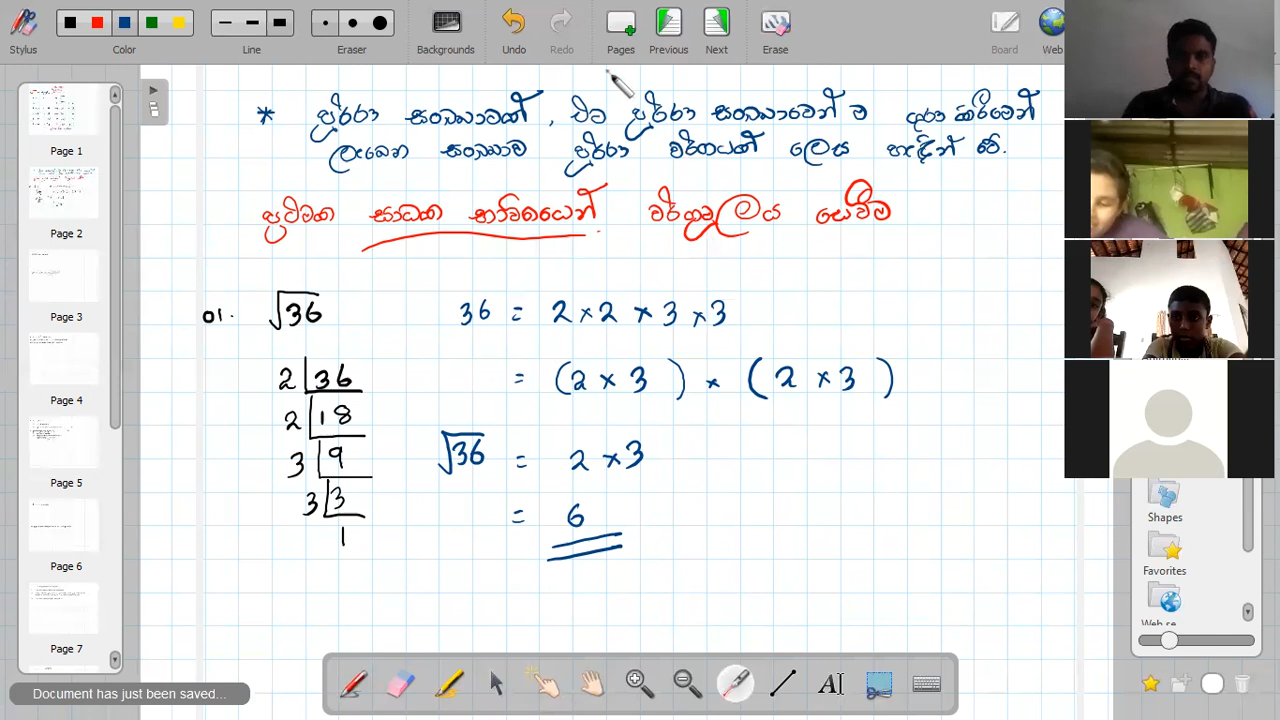 Stylus
Color
Line
Eraser
Backgrounds
Undo
Redo
Pages
Previous
Next
Erase
Board
Web
Page 1
Page 2
Page 3
Page 4
Page 5
Page 6
Page 7
* පූර්ණ සංඛ්‍යාවක්, එම පූර්ණ සංඛ්‍යාවෙන් ම ගුණ කිරීමෙන්
ලැබෙන සංඛ්‍යාව පූර්ණ වර්ගයක් ලෙස හැඳින් වේ.
ප්‍රථමක සාධක භාවිතයෙන් වර්ගමූලය සෙවීම
01. √36
36 = 2 × 2 × 3 × 3
= (2 × 3) × (2 × 3)
√36 = 2 × 3
= 6
2 36
2 18
3 9
3 3
1
Shapes
Favorites
Web se
Document has just been saved...